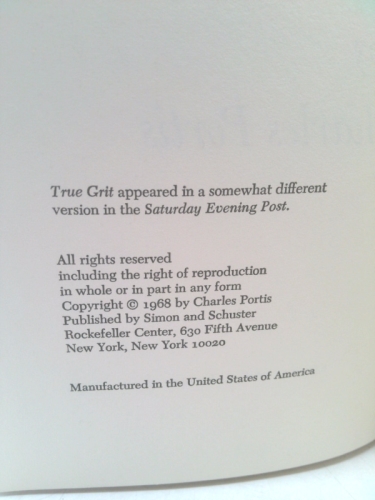 True Grit appeared in a somewhat different
version in the Saturday Evening Post.
All rights reserved
including the right of reproduction
in whole or in part in any form
Copyright © 1968 by Charles Portis
Published by Simon and Schuster
Rockefeller Center, 630 Fifth Avenue
New York, New York 10020
Manufactured in the United States of America